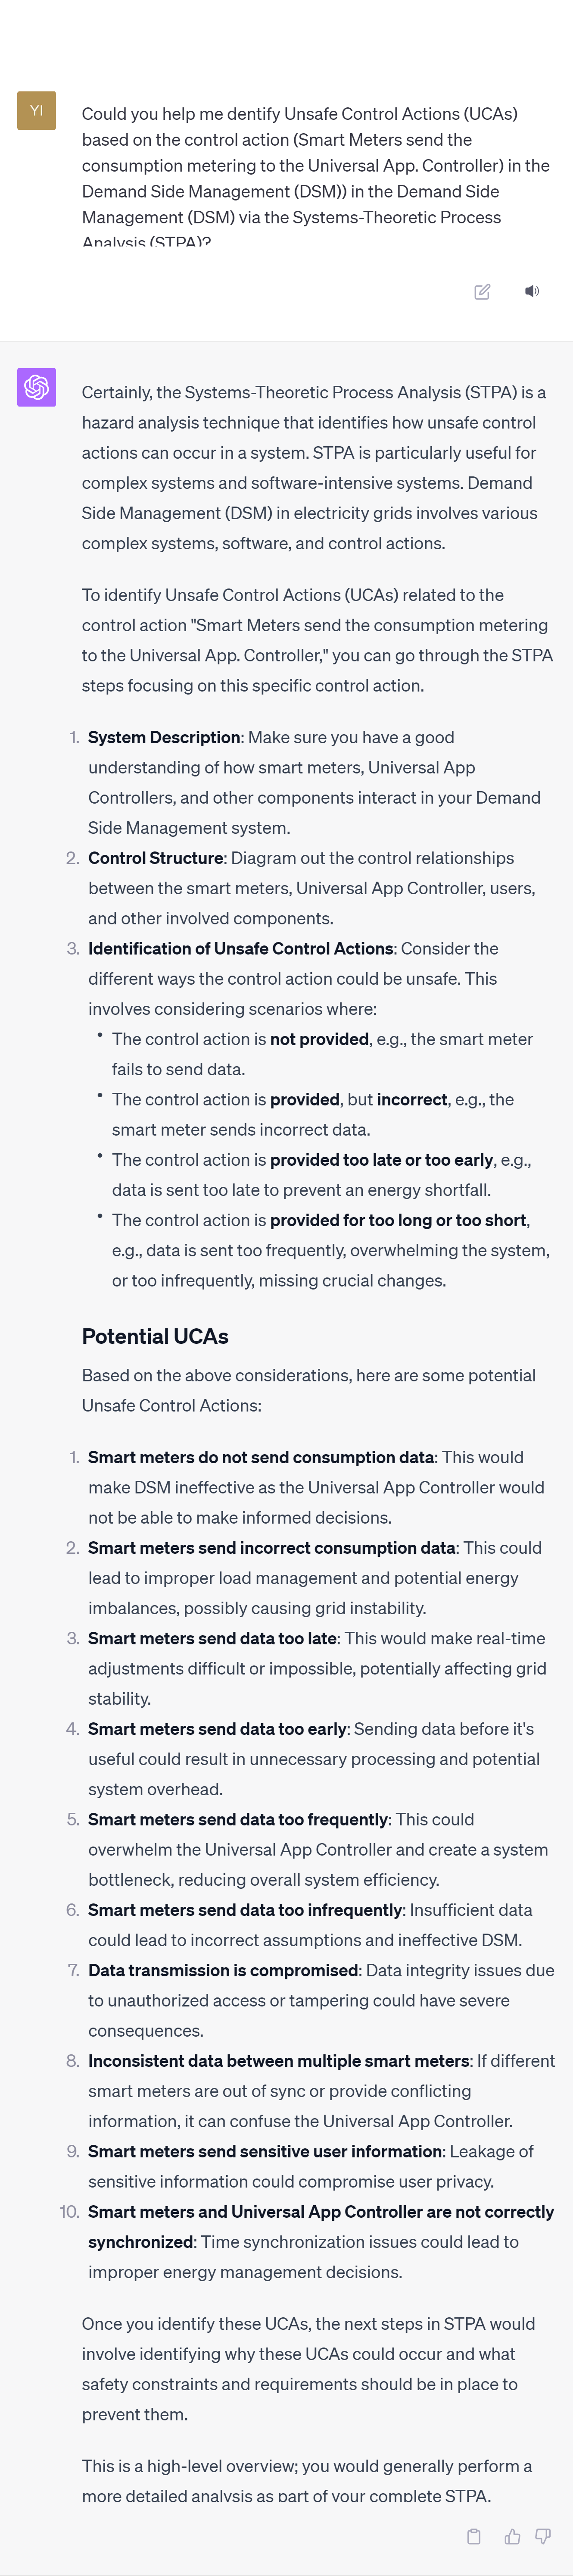 YI
Could you help me dentify Unsafe Control Actions (UCAs)
based on the control action (Smart Meters send the
consumption metering to the Universal App. Controller) in the
Demand Side Management (DSM)) in the Demand Side
Management (DSM) via the Systems-Theoretic Process
Analysis (STPA)?
Certainly, the Systems-Theoretic Process Analysis (STPA) is a
hazard analysis technique that identifies how unsafe control
actions can occur in a system. STPA is particularly useful for
complex systems and software-intensive systems. Demand
Side Management (DSM) in electricity grids involves various
complex systems, software, and control actions.
To identify Unsafe Control Actions (UCAs) related to the
control action "Smart Meters send the consumption metering
to the Universal App. Controller," you can go through the STPA
steps focusing on this specific control action.
1. System Description: Make sure you have a good
understanding of how smart meters, Universal App
Controllers, and other components interact in your Demand
Side Management system.
2. Control Structure: Diagram out the control relationships
between the smart meters, Universal App Controller, users,
and other involved components.
3. Identification of Unsafe Control Actions: Consider the
different ways the control action could be unsafe. This
involves considering scenarios where:
• The control action is not provided, e.g., the smart meter
fails to send data.
• The control action is provided, but incorrect, e.g., the
smart meter sends incorrect data.
• The control action is provided too late or too early, e.g.,
data is sent too late to prevent an energy shortfall.
• The control action is provided for too long or too short,
e.g., data is sent too frequently, overwhelming the system,
or too infrequently, missing crucial changes.
Potential UCAs
Based on the above considerations, here are some potential
Unsafe Control Actions:
1. Smart meters do not send consumption data: This would
make DSM ineffective as the Universal App Controller would
not be able to make informed decisions.
2. Smart meters send incorrect consumption data: This could
lead to improper load management and potential energy
imbalances, possibly causing grid instability.
3. Smart meters send data too late: This would make real-time
adjustments difficult or impossible, potentially affecting grid
stability.
4. Smart meters send data too early: Sending data before it's
useful could result in unnecessary processing and potential
system overhead.
5. Smart meters send data too frequently: This could
overwhelm the Universal App Controller and create a system
bottleneck, reducing overall system efficiency.
6. Smart meters send data too infrequently: Insufficient data
could lead to incorrect assumptions and ineffective DSM.
7. Data transmission is compromised: Data integrity issues due
to unauthorized access or tampering could have severe
consequences.
8. Inconsistent data between multiple smart meters: If different
smart meters are out of sync or provide conflicting
information, it can confuse the Universal App Controller.
9. Smart meters send sensitive user information: Leakage of
sensitive information could compromise user privacy.
10. Smart meters and Universal App Controller are not correctly
synchronized: Time synchronization issues could lead to
improper energy management decisions.
Once you identify these UCAs, the next steps in STPA would
involve identifying why these UCAs could occur and what
safety constraints and requirements should be in place to
prevent them.
This is a high-level overview; you would generally perform a
more detailed analysis as part of your complete STPA.